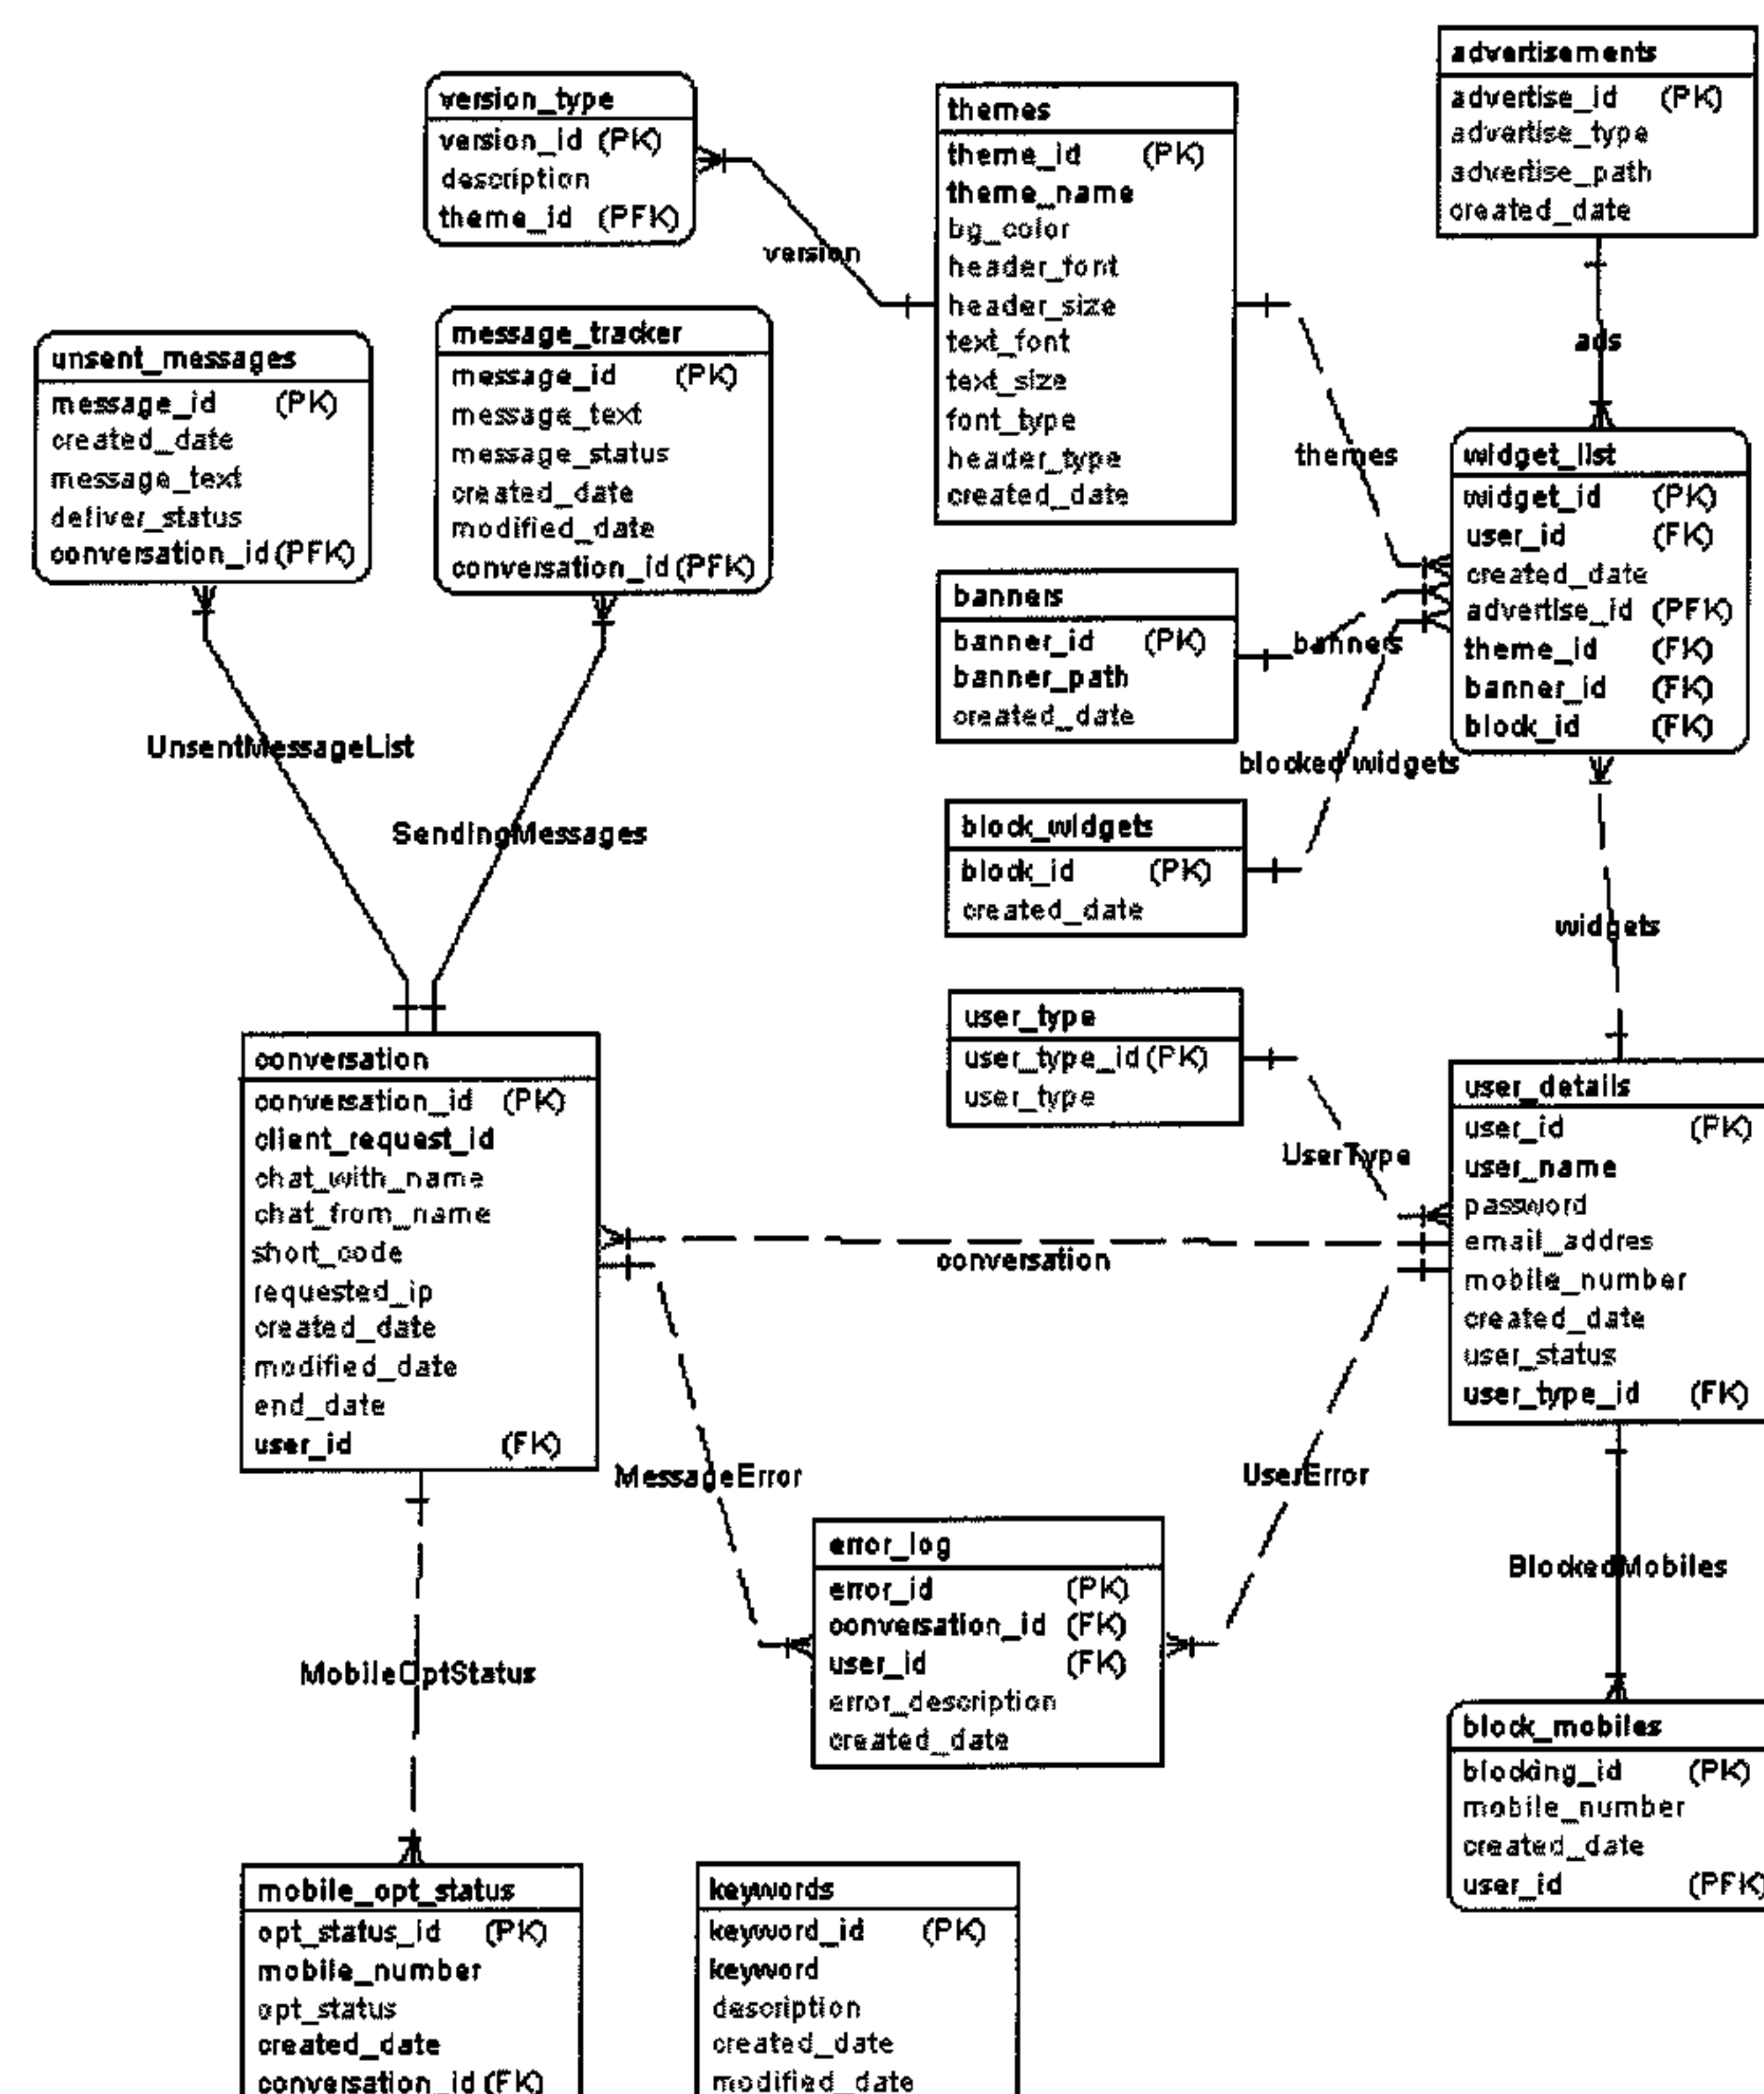 advertisements
advertise_id (PK)
advertise_type
advertise_path
created_date
version_type
version_id (PK)
description
theme_id (PFK)
themes
theme_id (PK)
theme_name
bg_color
header_font
header_size
text_font
text_size
font_type
header_type
created_date
version
ads
unsent_messages
message_id (PK)
created_date
message_text
deliver_status
conversation_id (PFK)
message_tracker
message_id (PK)
message_text
message_status
created_date
modified_date
conversation_id (PFK)
themes
widget_list
widget_id (PK)
user_id (FK)
created_date
advertise_id (PFK)
theme_id (FK)
banner_id (FK)
block_id (FK)
banners
banner_id (PK)
banner_path
created_date
banners
UnsentMessageList
SendingMessages
blocked widgets
block_widgets
block_id (PK)
created_date
widgets
user_type
user_type_id (PK)
user_type
UserType
conversation
conversation_id (PK)
client_request_id
chat_with_name
chat_from_name
short_code
requested_ip
created_date
modified_date
end_date
user_id (FK)
conversation
user_details
user_id (PK)
user_name
password
email_addres
mobile_number
created_date
user_status
user_type_id (FK)
MessageError
UserError
error_log
error_id (PK)
conversation_id (FK)
user_id (FK)
error_description
created_date
BlockedMobiles
MobileOptStatus
block_mobiles
blocking_id (PK)
mobile_number
created_date
user_id (PFK)
mobile_opt_status
opt_status_id (PK)
mobile_number
opt_status
created_date
conversation_id (FK)
keywords
keyword_id (PK)
keyword
description
created_date
modified_date